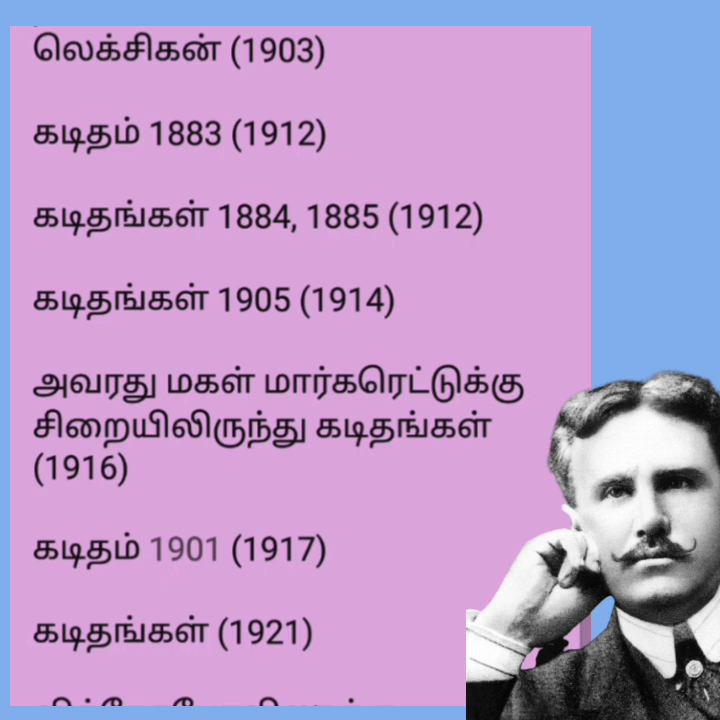 லெக்சிகன் (1903)
கடிதம் 1883 (1912)
கடிதங்கள் 1884, 1885 (1912)
கடிதங்கள் 1905 (1914)
அவரது மகள் மார்கரெட்டுக்கு
சிறையிலிருந்து கடிதங்கள்
(1916)
கடிதம் 1901 (1917)
கடிதங்கள் (1921)